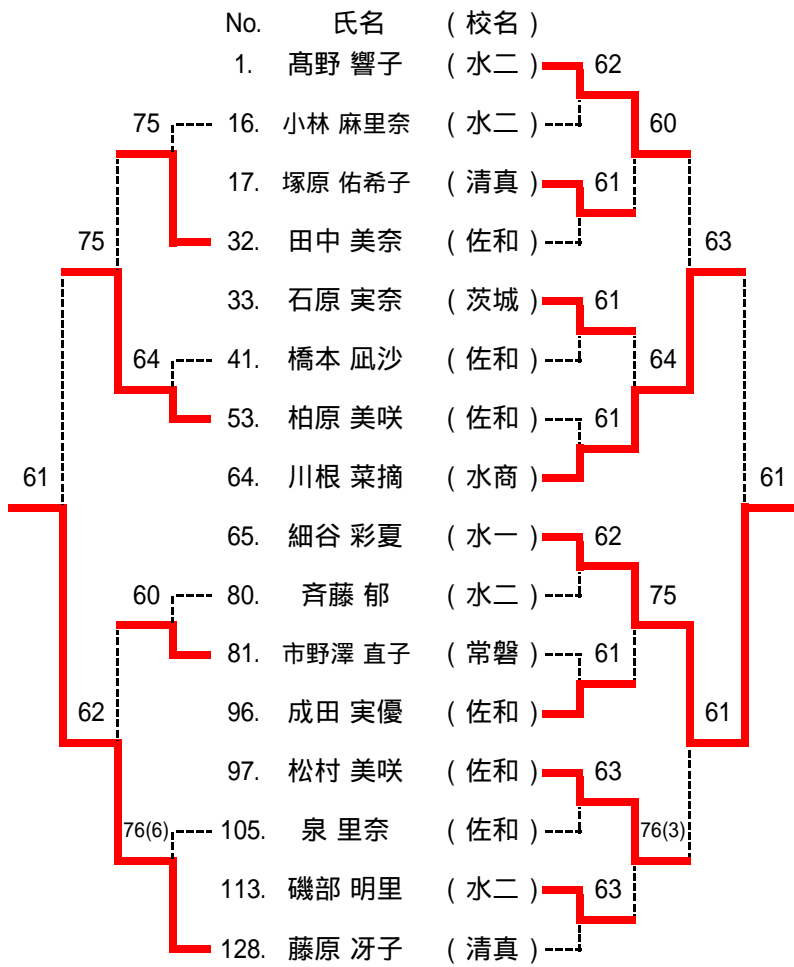 No. 氏名 (校名)
1. 髙野 響子 (水二) 62
75 16. 小林 麻里奈 (水二) 60
17. 塚原 佑希子 (清真) 61
75 32. 田中 美奈 (佐和) 63
33. 石原 実奈 (茨城) 61
64 41. 橋本 凪沙 (佐和) 64
53. 柏原 美咲 (佐和) 61
61 64. 川根 菜摘 (水商) 61
65. 細谷 彩夏 (水一) 62
60 80. 斉藤 郁 (水二) 75
81. 市野澤 直子 (常磐) 61
62 96. 成田 実優 (佐和) 61
97. 松村 美咲 (佐和) 63
76(6) 105. 泉 里奈 (佐和) 76(3)
113. 磯部 明里 (水二) 63
128. 藤原 冴子 (清真)